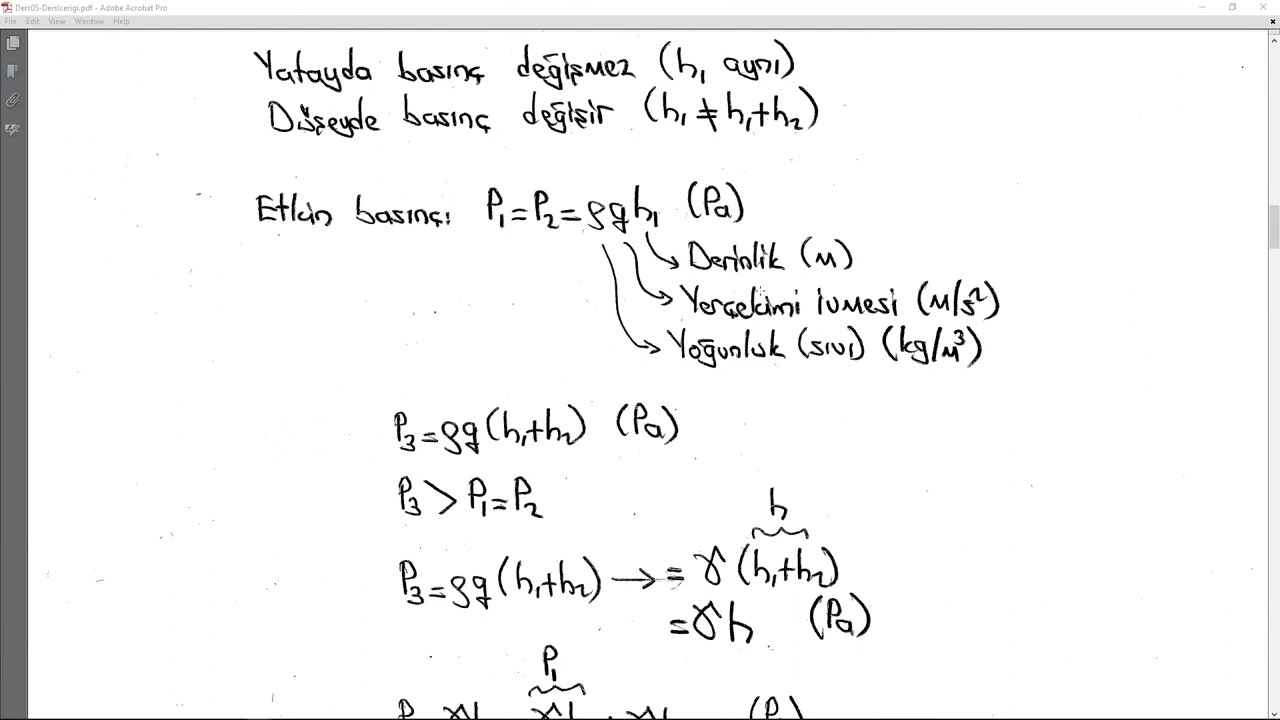 Ders05-DersIcerigi.pdf - Adobe Acrobat Pro
File Edit View Window Help
Yatayda basınç değişmez (h₁ aynı)
Düşeyde basınç değişir (h₁ ≠ h₁+h₂)
Etkin basınç: P₁=P₂=ρgh₁ (Pa)
Derinlik (m)
Yerçekimi ivmesi (m/s²)
Yoğunluk (sıvı) (kg/m³)
P₃=ρg(h₁+h₂) (Pa)
P₃ > P₁=P₂
h
P₃=ρg(h₁+h₂) → = γ (h₁+h₂)
=γh (Pa)
P₁